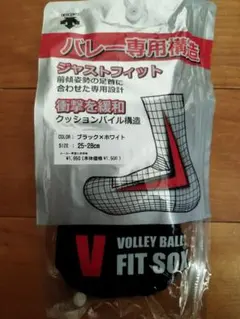 バレー専用構造
ジャストフィット
前傾姿勢の足首に
合わせた専用設計
衝撃を緩和
クッションパイル構造
COLOR : ブラック×ホワイト
SIZE : 25-28cm
V VOLLEY BALL
FIT SOX